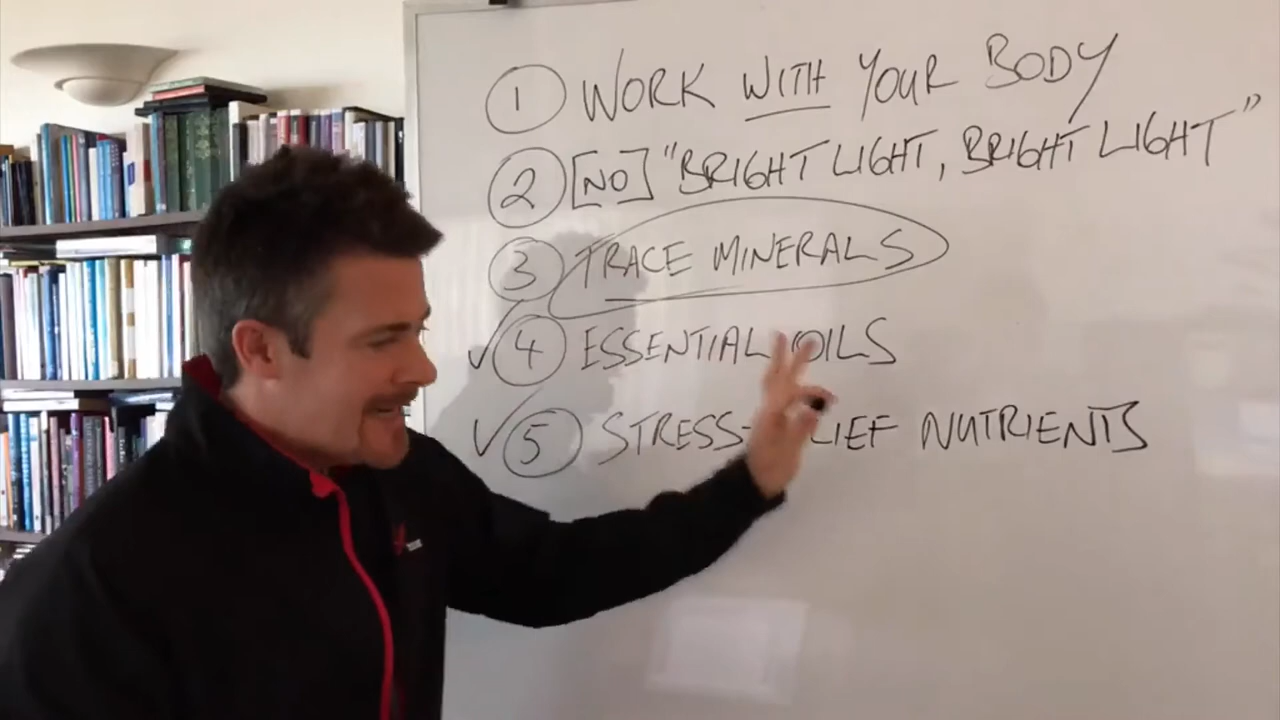 1 WORK WITH YOUR BODY
2 [NO] "BRIGHT LIGHT, BRIGHT LIGHT"
3 TRACE MINERALS
4 ESSENTIAL OILS
5 STRESS- LIEF NUTRIENTS